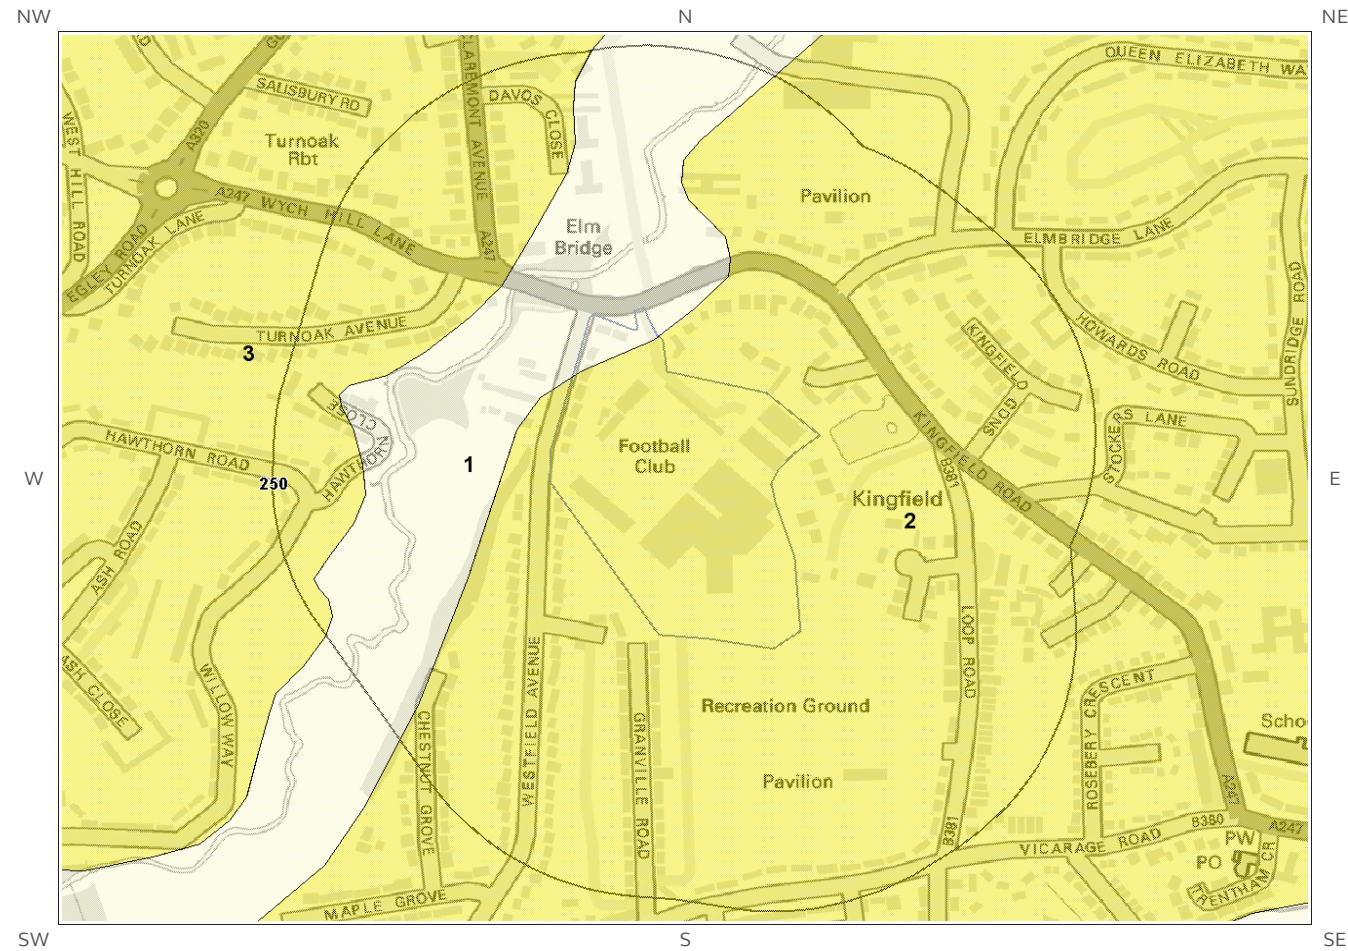 NW
N
NE
QUEEN ELIZABETH WA
SALISBURY RD
DAVOS
CLOSE
CLAREMONT AVENUE
A320
WEST HILL ROAD
Turnoak
Rbt
A247 WYCH HILL LANE
Pavilion
TURNOAK LANE
EGLEY ROAD
Elm
Bridge
A247
ELMBRIDGE LANE
SUNDRIDGE ROAD
TURNOAK AVENUE
HOWARDS ROAD
KINGFIELD
GDNS
3
HAWTHORN
CLOSE
HAWTHORN ROAD
Football
Club
KINGFIELD ROAD
B381
STOCKERS LANE
W
1
250
E
Kingfield
2
ASH ROAD
LOOP ROAD
ASH CLOSE
WILLOW WAY
WESTFIELD AVENUE
Recreation Ground
ROSEBERY CRESCENT
Scho
CHESTNUT GROVE
GRANVILLE ROAD
Pavilion
A247
B381
VICARAGE ROAD
B380
PW
A247
PO
TRENTHAM CR
MAPLE GROVE
SW
S
SE